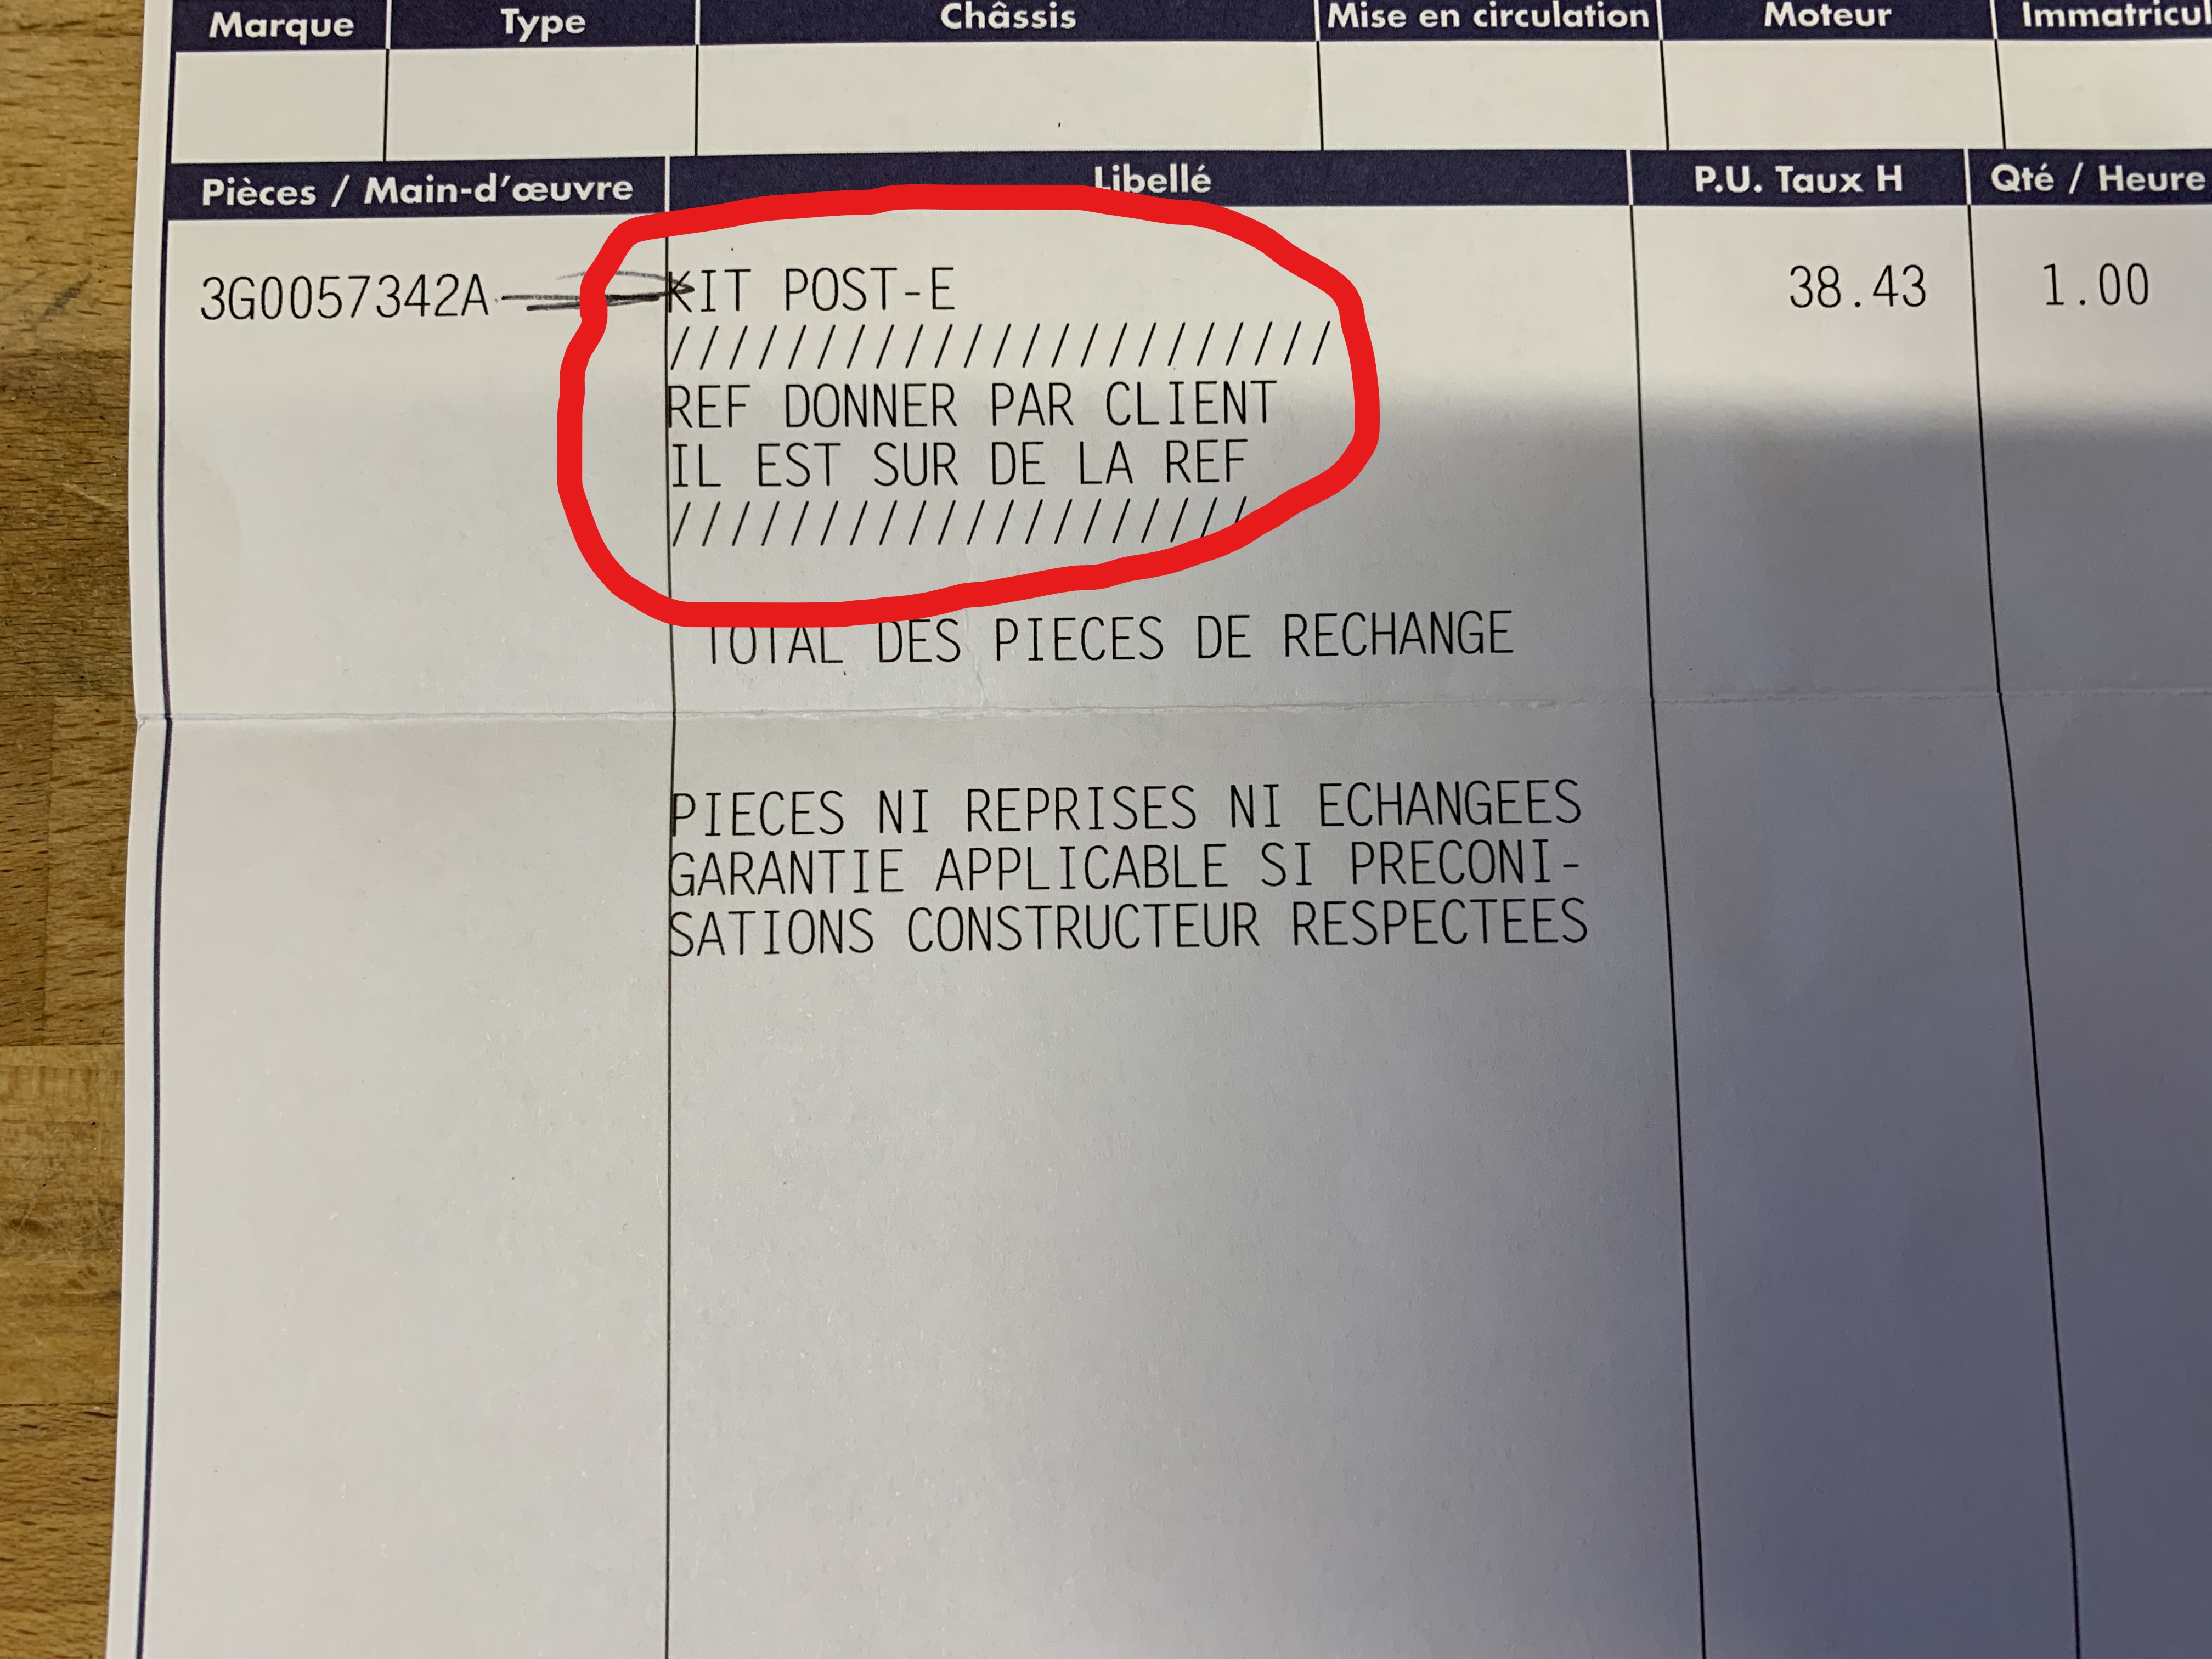 Marque Type Châssis Mise en circulation Moteur
Pièces / Main-d'œuvre Libellé P.U. Taux H Qté / Heure
3G0057342A KIT POST-E 38.43 1.00
///////////////////////
REF DONNER PAR CLIENT
IL EST SUR DE LA REF
////////////////////
TOTAL DES PIECES DE RECHANGE
PIECES NI REPRISES NI ECHANGEES
GARANTIE APPLICABLE SI PRECONI-
SATIONS CONSTRUCTEUR RESPECTEES